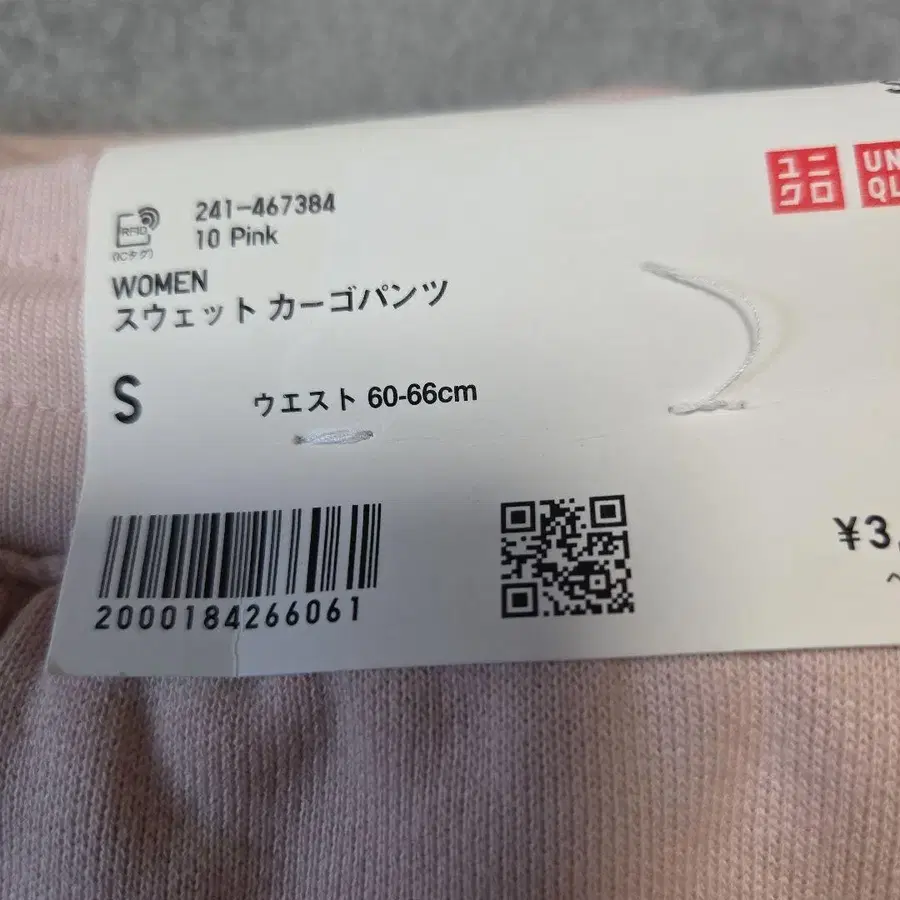 ユニ
クロ
UN
QL
RFID
(ICタグ)
241-467384
10 Pink
WOMEN
スウェット カーゴパンツ
S
ウエスト 60-66cm
2000184266061
¥3,